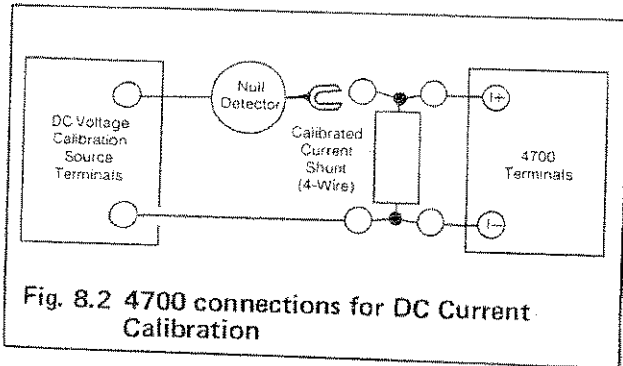 Null
Detector
DC Voltage
Calibration
Source
Terminals
Calibrated
Current
Shunt
(4-Wire)
I+
4700
Terminals
I−
Fig. 8.2 4700 connections for DC Current
Calibration